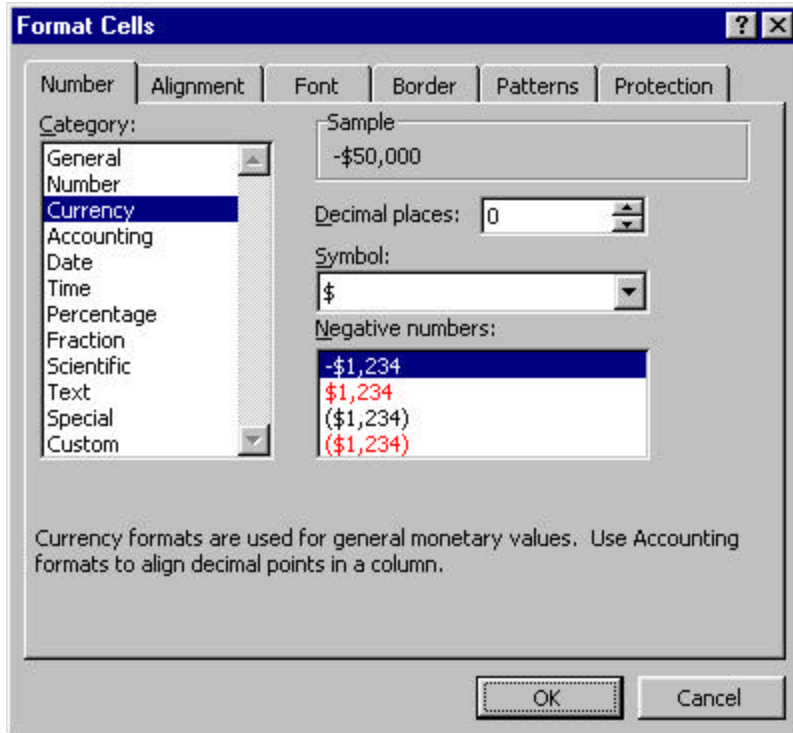 Format Cells
Number Alignment Font Border Patterns Protection
Category:
General
Number
Currency
Accounting
Date
Time
Percentage
Fraction
Scientific
Text
Special
Custom
Sample
-$50,000
Decimal places: 0
Symbol:
$
Negative numbers:
-$1,234
$1,234
($1,234)
($1,234)
Currency formats are used for general monetary values. Use Accounting
formats to align decimal points in a column.
OK Cancel